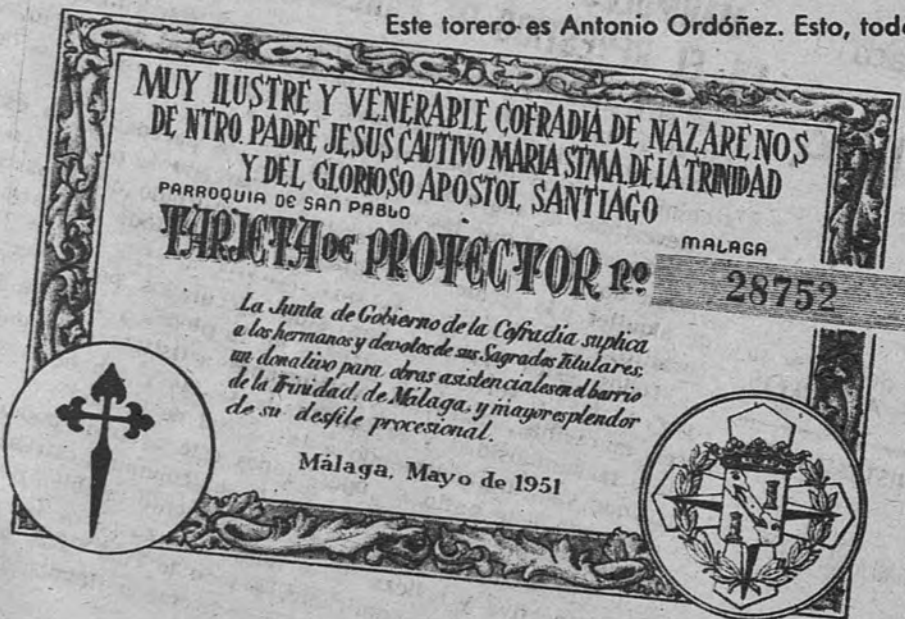 Este torero es Antonio Ordóñez. Esto,
MUY ILUSTRE Y VENERABLE COFRADIA DE NAZARENOS
DE NTRO. PADRE JESUS CAUTIVO MARIA STMA. DE LA TRINIDAD
Y DEL GLORIOSO APOSTOL SANTIAGO
PARROQUIA DE SAN PABLO
MALAGA
TARJETA DE PROTECTOR nº 28752
La Junta de Gobierno de la Cofradia suplica
a los hermanos y devotos de sus Sagrados Titulares,
un donativo para obras asistenciales en el barrio
de la Trinidad, de Málaga, y mayor esplendor
de su desfile procesional.
Málaga, Mayo de 1951